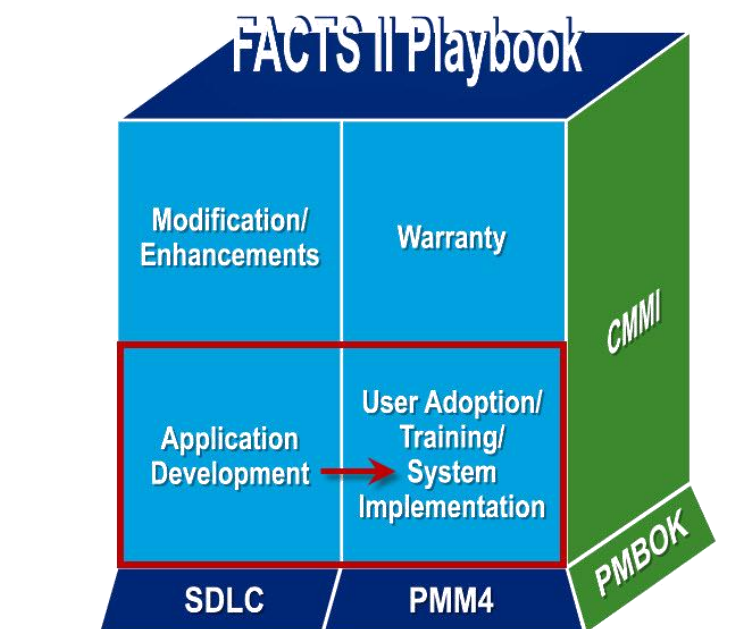 FACTS II Playbook
Modification/
Enhancements
Warranty
Application
Development
User Adoption/
Training/
System
Implementation
CMMI
PMBOK
SDLC
PMM4